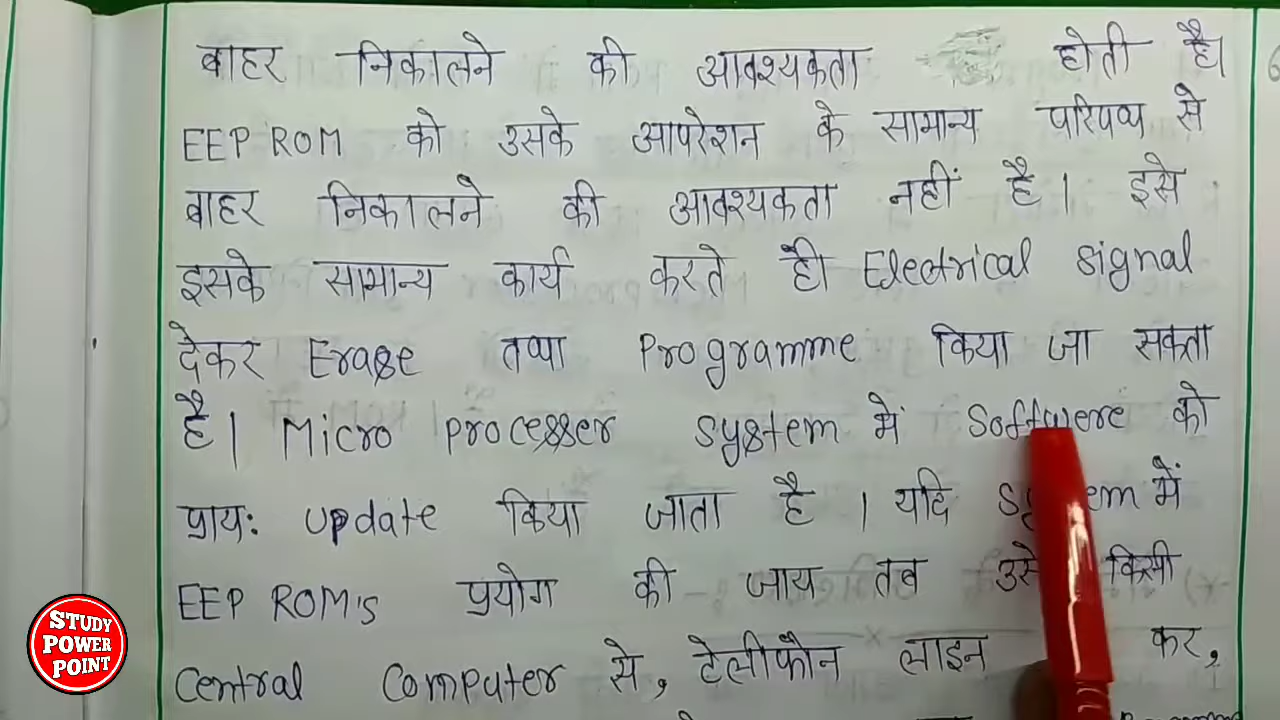 बाहर निकालने की आवश्यकता होती है।
EEP ROM को उसके आपरेशन के सामान्य परिपथ से
बाहर निकालने की आवश्यकता नहीं है। इसे
इसके सामान्य कार्य करते ही Electrical signal
देकर Erase तथा Programme किया जा सकता
है। Micro Processer system में Softwere को
प्राय: update किया जाता है । यदि system में
EEP ROM's प्रयोग की जाय तब उसे किसी
Central Computer से, टेलीफौन लाइन कर,
STUDY
POWER
POINT